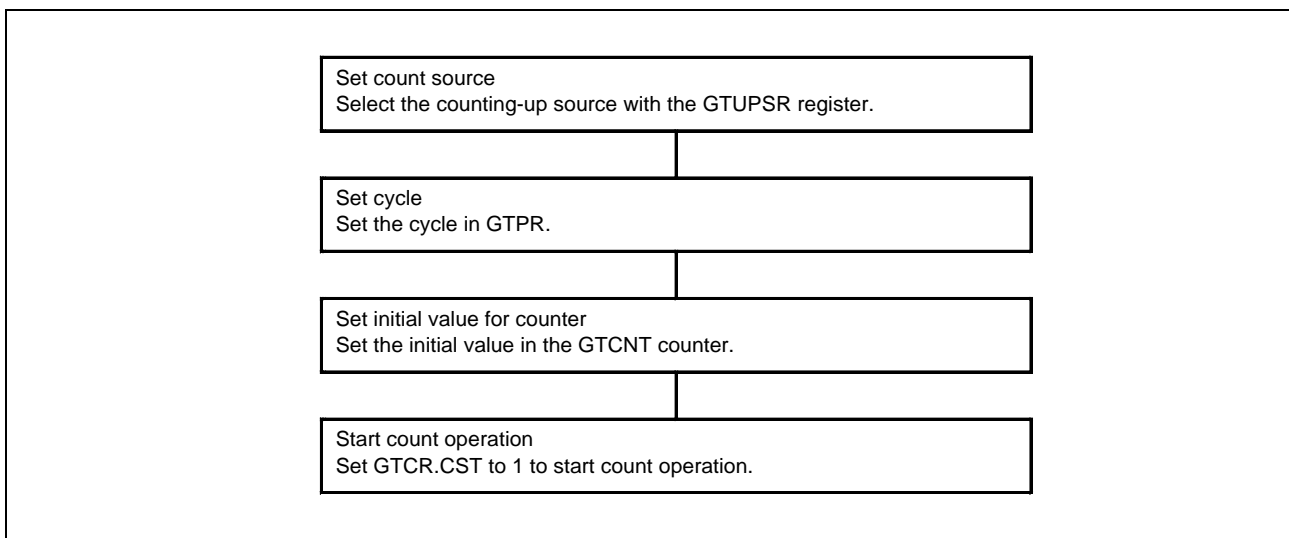 Set count source
Select the counting-up source with the GTUPSR register.
Set cycle
Set the cycle in GTPR.
Set initial value for counter
Set the initial value in the GTCNT counter.
Start count operation
Set GTCR.CST to 1 to start count operation.